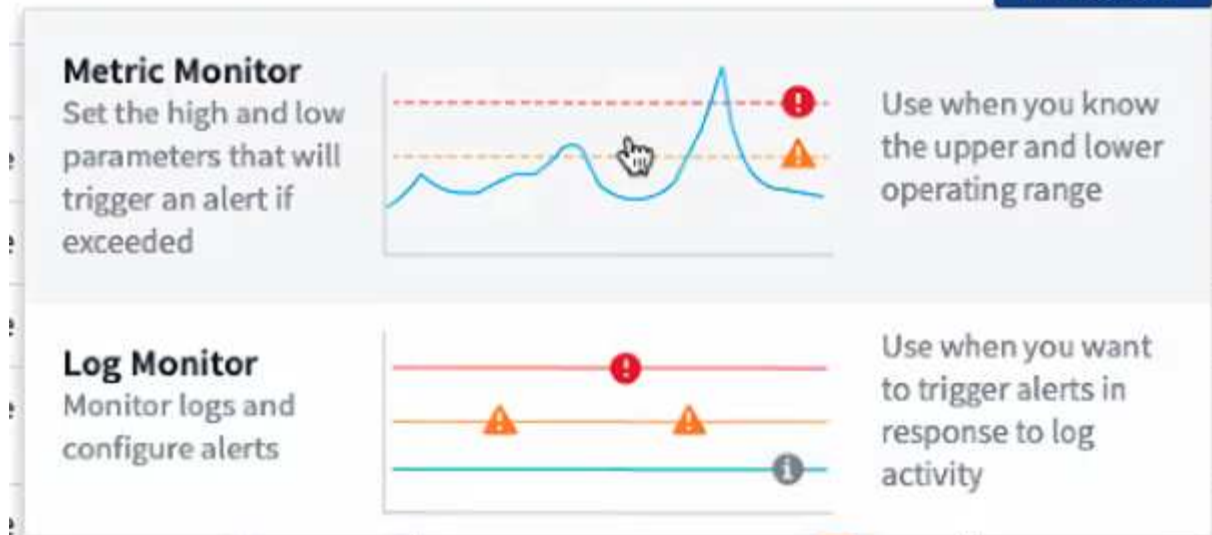 Metric Monitor
Set the high and low
parameters that will
trigger an alert if
exceeded
Use when you know
the upper and lower
operating range
Log Monitor
Monitor logs and
configure alerts
Use when you want
to trigger alerts in
response to log
activity